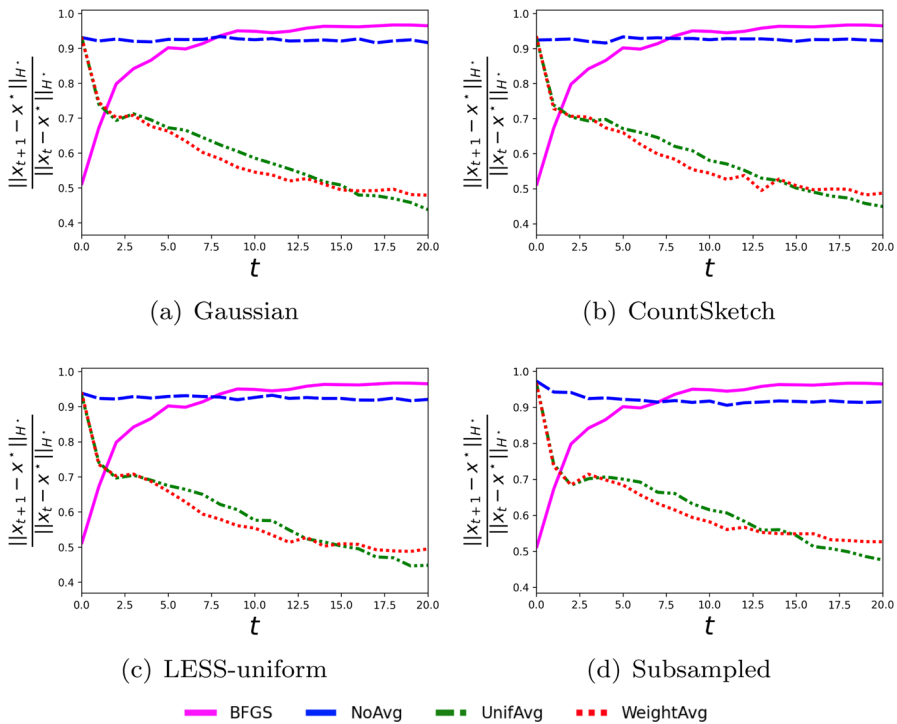 1.0
0.9
0.8
0.7
0.6
0.5
0.4
||x_{t+1} − x*||_{H*}
||x_t − x*||_{H*}
0.0 2.5 5.0 7.5 10.0 12.5 15.0 17.5 20.0
t
(a) Gaussian
1.0
0.9
0.8
0.7
0.6
0.5
0.4
||x_{t+1} − x*||_{H*}
||x_t − x*||_{H*}
0.0 2.5 5.0 7.5 10.0 12.5 15.0 17.5 20.0
t
(b) CountSketch
1.0
0.9
0.8
0.7
0.6
0.5
0.4
||x_{t+1} − x*||_{H*}
||x_t − x*||_{H*}
0.0 2.5 5.0 7.5 10.0 12.5 15.0 17.5 20.0
t
(c) LESS-uniform
1.0
0.9
0.8
0.7
0.6
0.5
0.4
||x_{t+1} − x*||_{H*}
||x_t − x*||_{H*}
0.0 2.5 5.0 7.5 10.0 12.5 15.0 17.5 20.0
t
(d) Subsampled
BFGS NoAvg UnifAvg WeightAvg